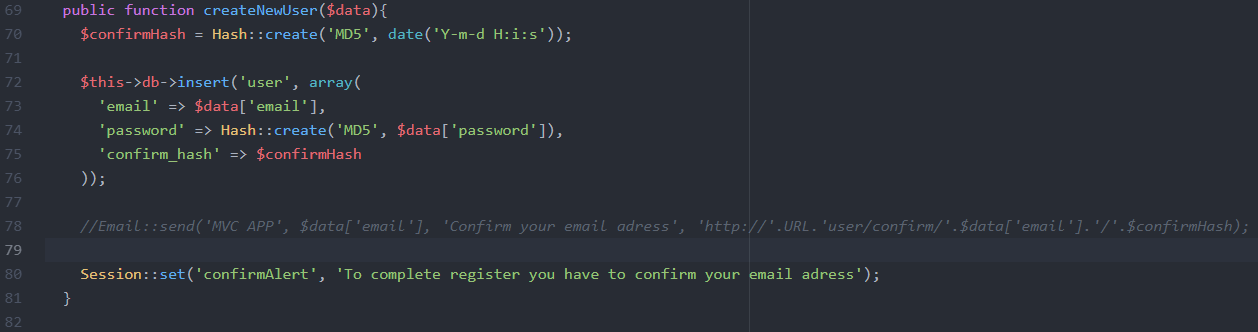 69 public function createNewUser($data){
70 $confirmHash = Hash::create('MD5', date('Y-m-d H:i:s'));
71
72 $this->db->insert('user', array(
73 'email' => $data['email'],
74 'password' => Hash::create('MD5', $data['password']),
75 'confirm_hash' => $confirmHash
76 ));
77
78 //Email::send('MVC APP', $data['email'], 'Confirm your email adress', 'http://'.URL.'user/confirm/'.$data['email'].'/'.$confirmHash);
79
80 Session::set('confirmAlert', 'To complete register you have to confirm your email adress');
81 }
82